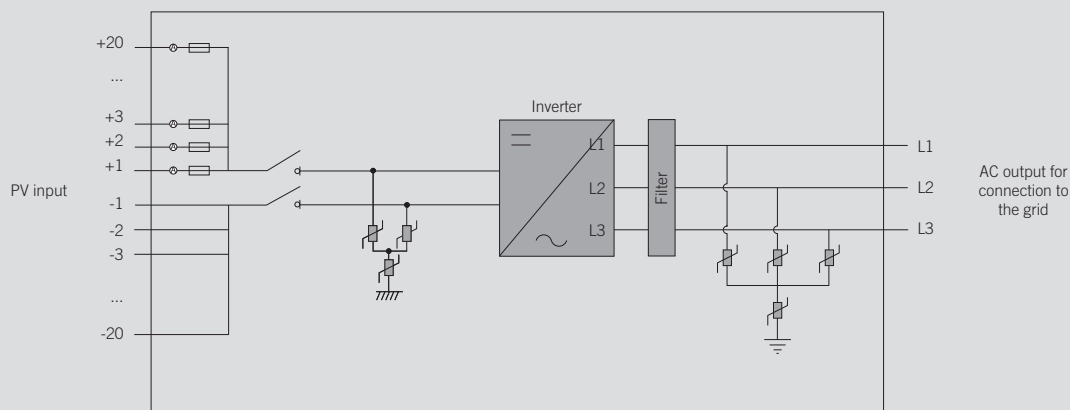 +20
...
+3
+2
+1
PV input
-1
-2
-3
...
-20
Inverter
L1
L2
L3
Filter
L1
L2
L3
AC output for
connection to
the grid